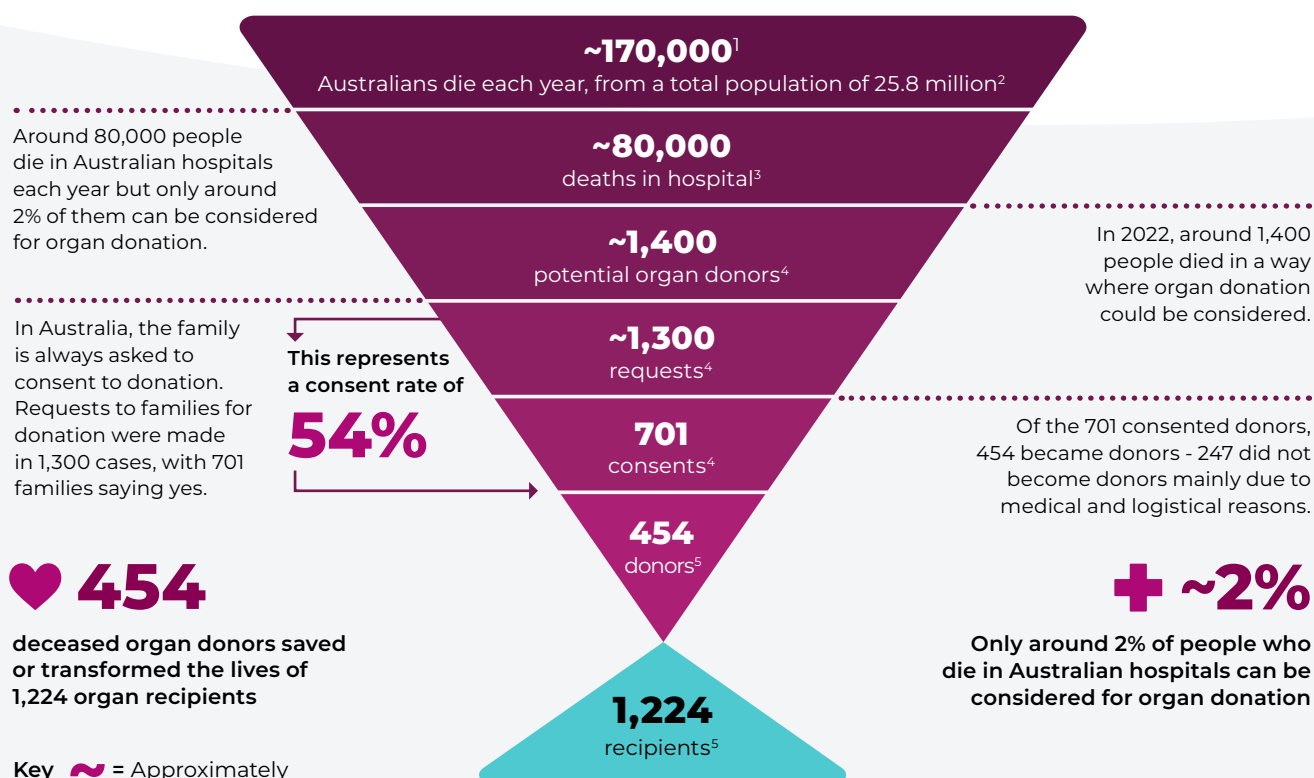 ~170,000¹
Australians die each year, from a total population of 25.8 million²
Around 80,000 people
die in Australian hospitals
each year but only around
2% of them can be considered
for organ donation.
~80,000
deaths in hospital³
~1,400
potential organ donors⁴
In 2022, around 1,400
people died in a way
where organ donation
could be considered.
In Australia, the family
is always asked to
consent to donation.
Requests to families for
donation were made
in 1,300 cases, with 701
families saying yes.
This represents
a consent rate of
54%
~1,300
requests⁴
701
consents⁴
Of the 701 consented donors,
454 became donors - 247 did not
become donors mainly due to
medical and logistical reasons.
454
donors⁵
454
deceased organ donors saved
or transformed the lives of
1,224 organ recipients
~2%
Only around 2% of people who
die in Australian hospitals can be
considered for organ donation
1,224
recipients⁵
Key ~ = Approximately